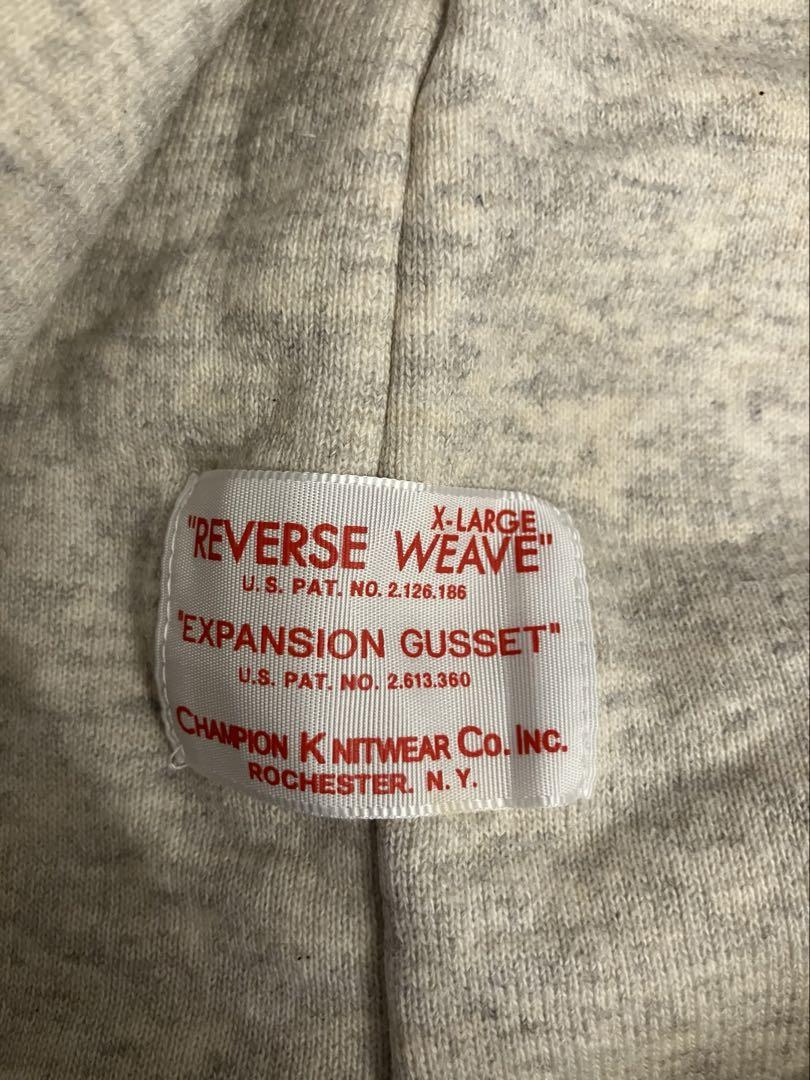 X-LARGE
"REVERSE WEAVE"
U.S. PAT. NO. 2.126.186
"EXPANSION GUSSET"
U.S. PAT. NO. 2.613.360
CHAMPION KNITWEAR CO. INC.
ROCHESTER. N. Y.